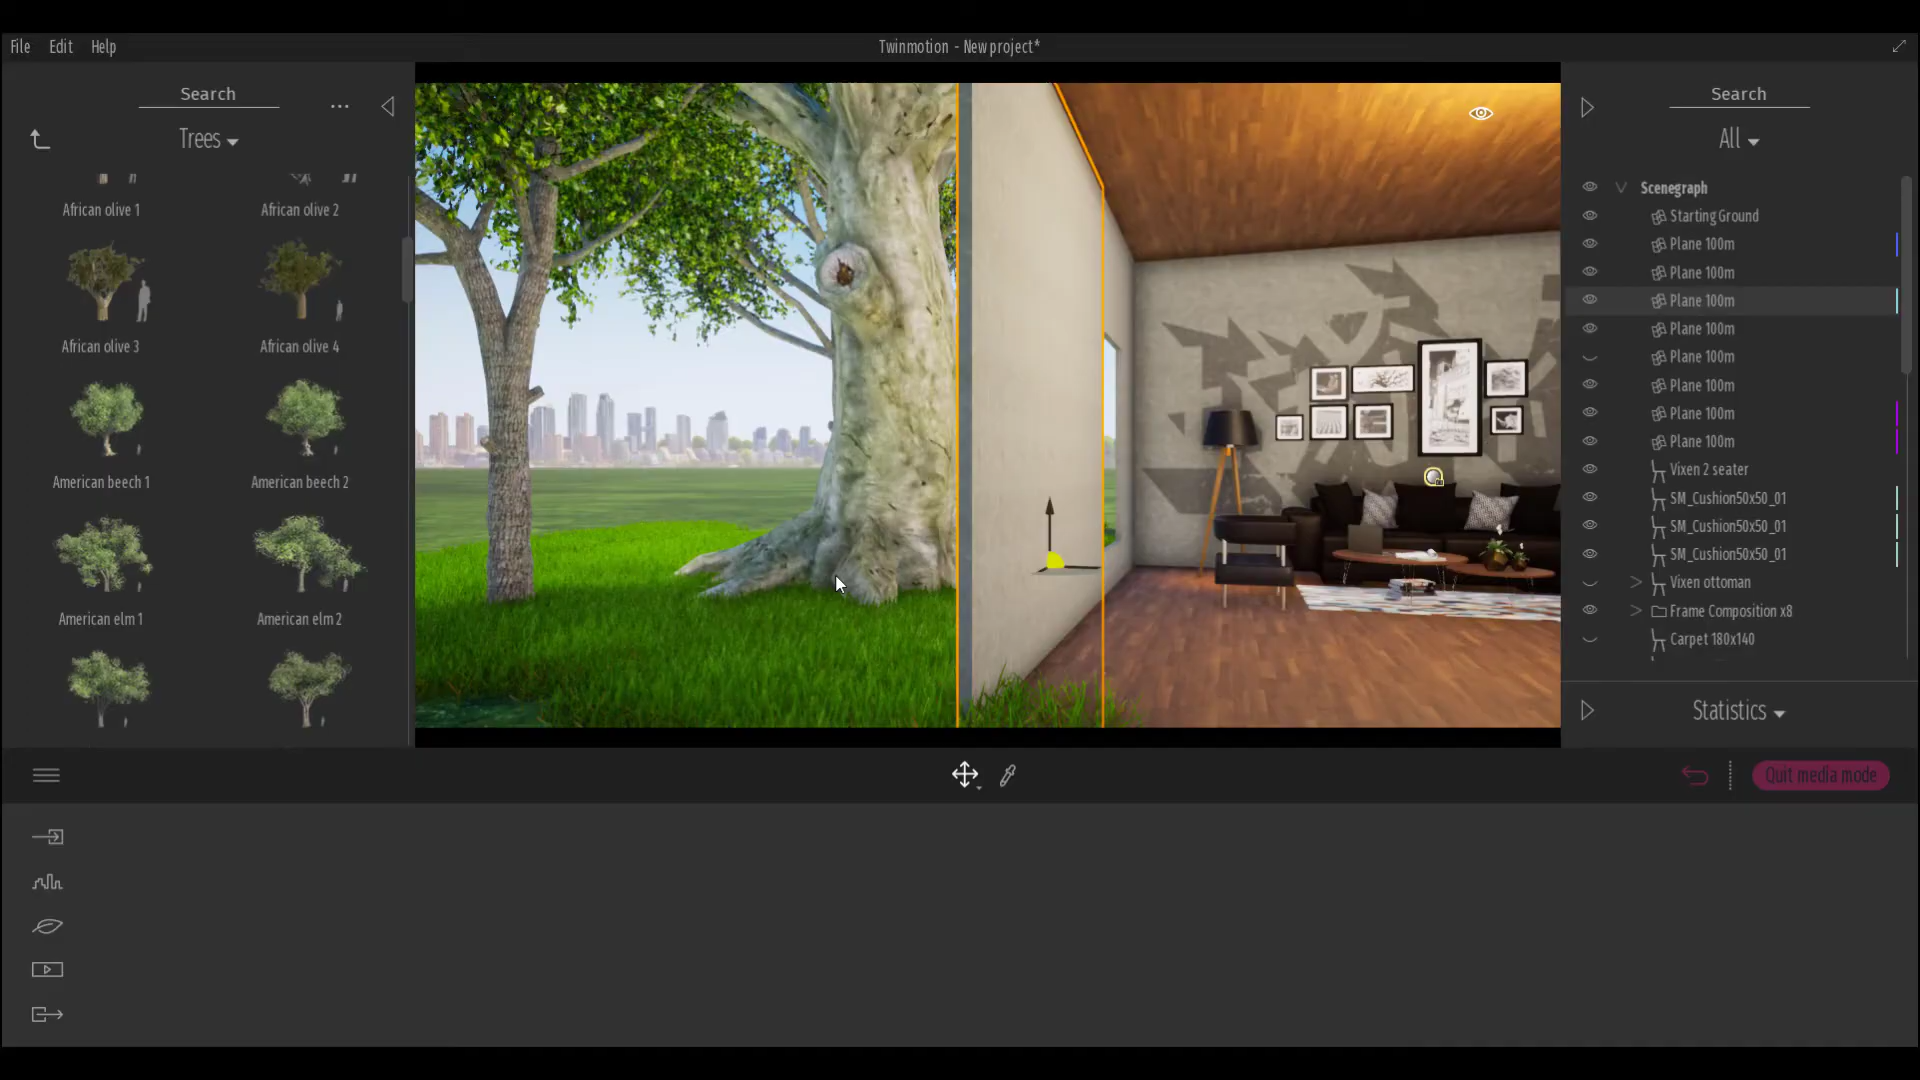 File Edit Help
Twinmotion - New project*
Search
...
Trees
African olive 1
African olive 2
African olive 3
African olive 4
American beech 1
American beech 2
American elm 1
American elm 2
Search
All
Scenegraph
Starting Ground
Plane 100m
Plane 100m
Plane 100m
Plane 100m
Plane 100m
Plane 100m
Plane 100m
Plane 100m
Vixen 2 seater
SM_Cushion50x50_01
SM_Cushion50x50_01
SM_Cushion50x50_01
Vixen ottoman
Frame Composition x8
Carpet 180x140
Statistics
Quit media mode